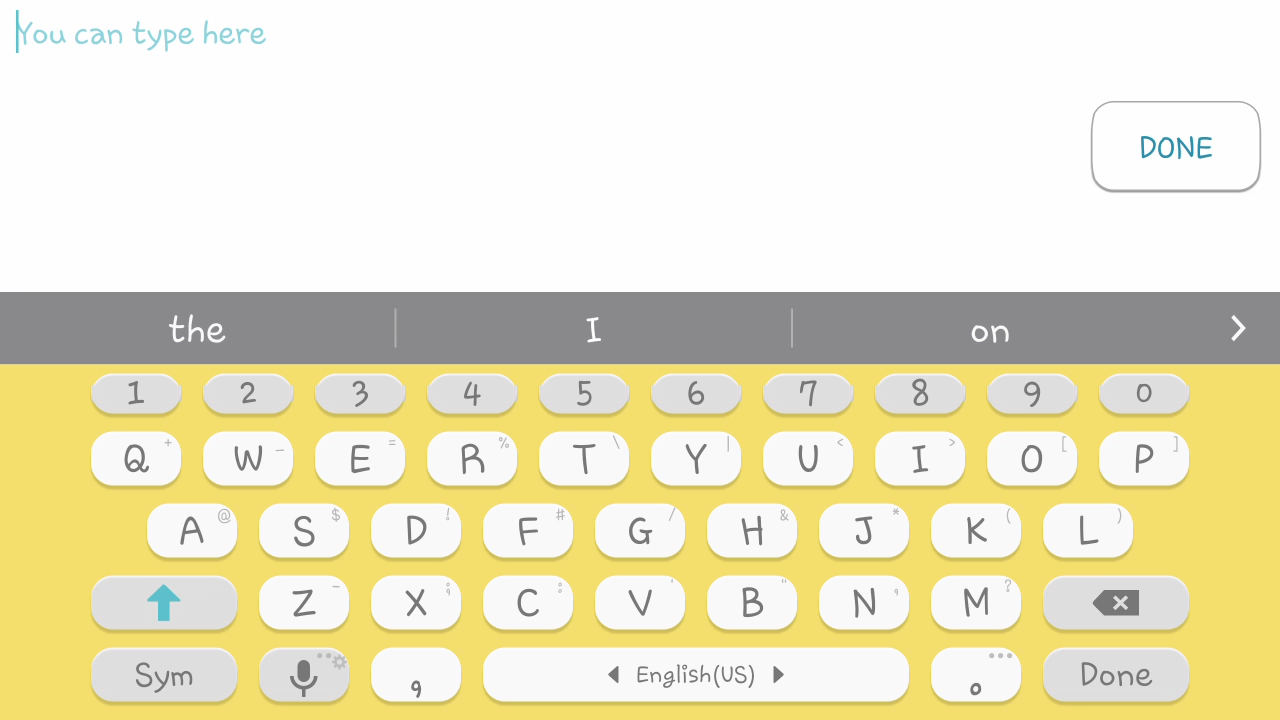 You can type here
DONE
the I on
1 2 3 4 5 6 7 8 9 0
Q + W _ E = R % T \ Y | U < I > O [ P ]
A @ S $ D ! F # G / H & J * K ( L )
Z - X ; C : V ' B " N , M ?
Sym , English(US) . Done